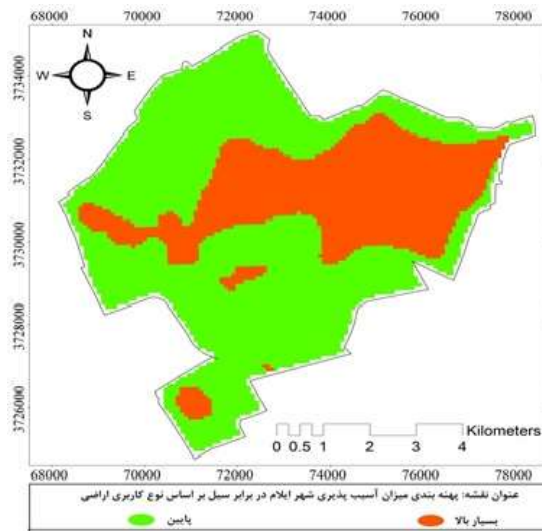 68000 70000 72000 74000 76000 78000
N
W E
S
3734000
3732000
3730000
3728000
3726000
Kilometers
0 0.5 1 2 3 4
68000 70000 72000 74000 76000 78000
عنوان نقشه: پهنه بندی میزان آسیب پذیری شهر ایلام در برابر سیل بر اساس نوع کاربری اراضی
بسیار بالا پایین